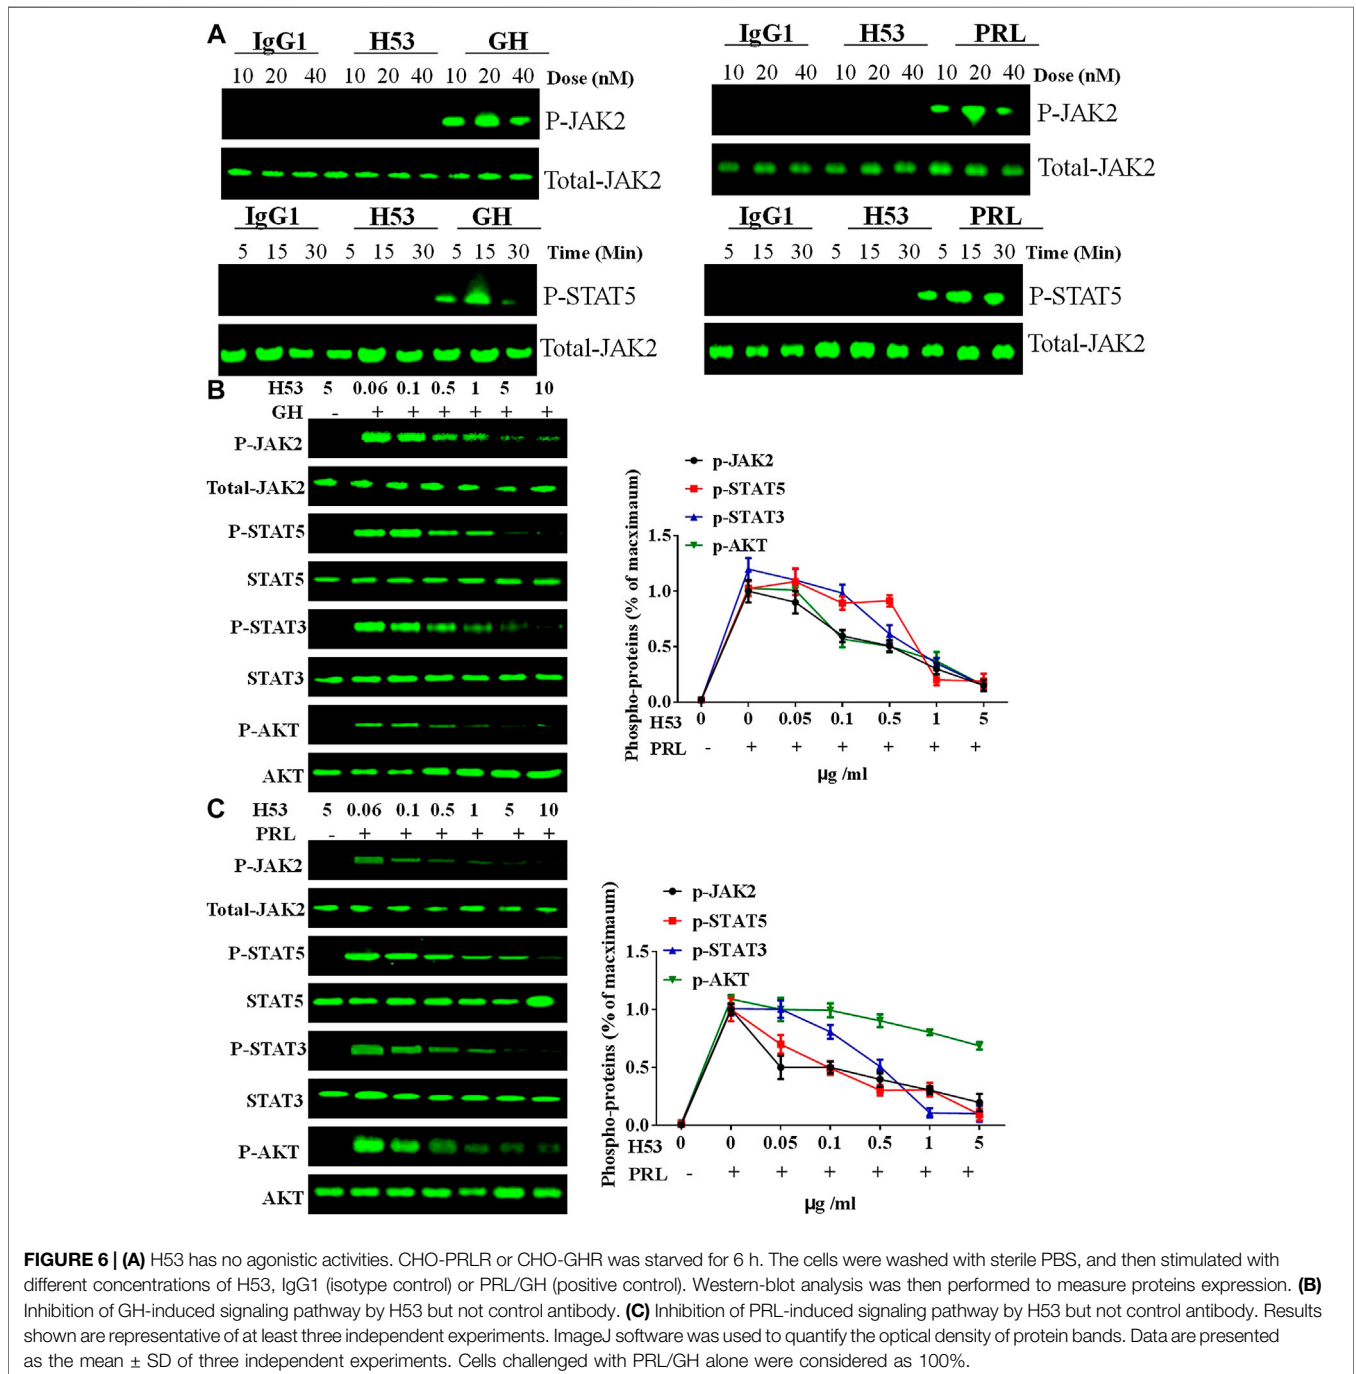 A
IgG1 H53 GH
10 20 40 10 20 40 10 20 40 Dose (nM)
P-JAK2
Total-JAK2
IgG1 H53 GH
5 15 30 5 15 30 5 15 30 Time (Min)
P-STAT5
Total-JAK2
IgG1 H53 PRL
10 20 40 10 20 40 10 20 40 Dose (nM)
P-JAK2
Total-JAK2
IgG1 H53 PRL
5 15 30 5 15 30 5 15 30 Time (Min)
P-STAT5
Total-JAK2
B
H53 5 0.06 0.1 0.5 1 5 10
GH - + + + + + +
P-JAK2
Total-JAK2
P-STAT5
STAT5
P-STAT3
STAT3
P-AKT
AKT
p-JAK2
p-STAT5
p-STAT3
p-AKT
Phospho-proteins (% of macximaum)
1.5
1.0
0.5
0.0
H53 0 0 0.05 0.1 0.5 1 5
PRL - + + + + + +
μg /ml
C
H53 5 0.06 0.1 0.5 1 5 10
PRL - + + + + + +
P-JAK2
Total-JAK2
P-STAT5
STAT5
P-STAT3
STAT3
P-AKT
AKT
p-JAK2
p-STAT5
p-STAT3
p-AKT
Phospho-proteins (% of macximaum)
1.5
1.0
0.5
0.0
H53 0 0 0.05 0.1 0.5 1 5
PRL - + + + + + +
μg /ml
FIGURE 6 | (A) H53 has no agonistic activities. CHO-PRLR or CHO-GHR was starved for 6 h. The cells were washed with sterile PBS, and then stimulated with
different concentrations of H53, IgG1 (isotype control) or PRL/GH (positive control). Western-blot analysis was then performed to measure proteins expression. (B)
Inhibition of GH-induced signaling pathway by H53 but not control antibody. (C) Inhibition of PRL-induced signaling pathway by H53 but not control antibody. Results
shown are representative of at least three independent experiments. ImageJ software was used to quantify the optical density of protein bands. Data are presented
as the mean ± SD of three independent experiments. Cells challenged with PRL/GH alone were considered as 100%.